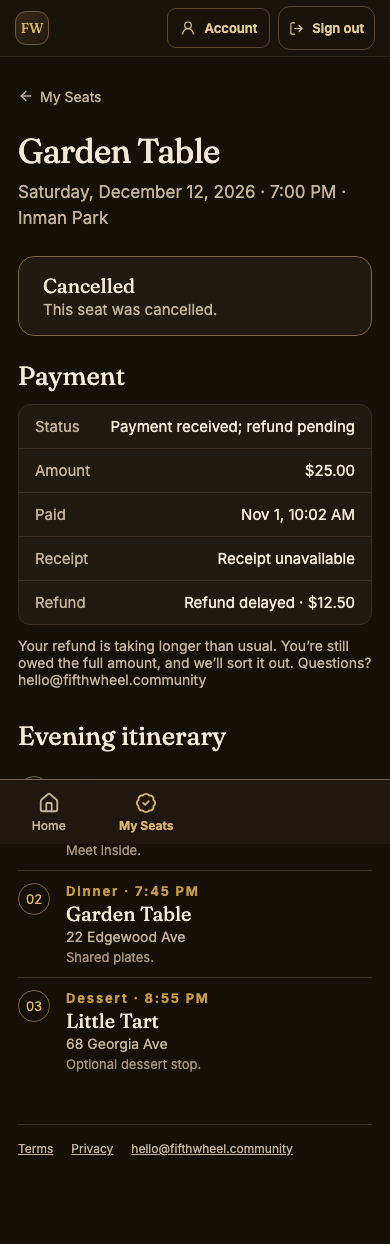 FW
Account
Sign out
My Seats
Garden Table
Saturday, December 12, 2026 · 7:00 PM ·
Inman Park
Cancelled
This seat was cancelled.
Payment
Status Payment received; refund pending
Amount $25.00
Paid Nov 1, 10:02 AM
Receipt Receipt unavailable
Refund Refund delayed · $12.50
Your refund is taking longer than usual. You’re still
owed the full amount, and we’ll sort it out. Questions?
hello@fifthwheel.community
Evening itinerary
Home
My Seats
Meet inside.
02
Dinner · 7:45 PM
Garden Table
22 Edgewood Ave
Shared plates.
03
Dessert · 8:55 PM
Little Tart
68 Georgia Ave
Optional dessert stop.
Terms Privacy hello@fifthwheel.community